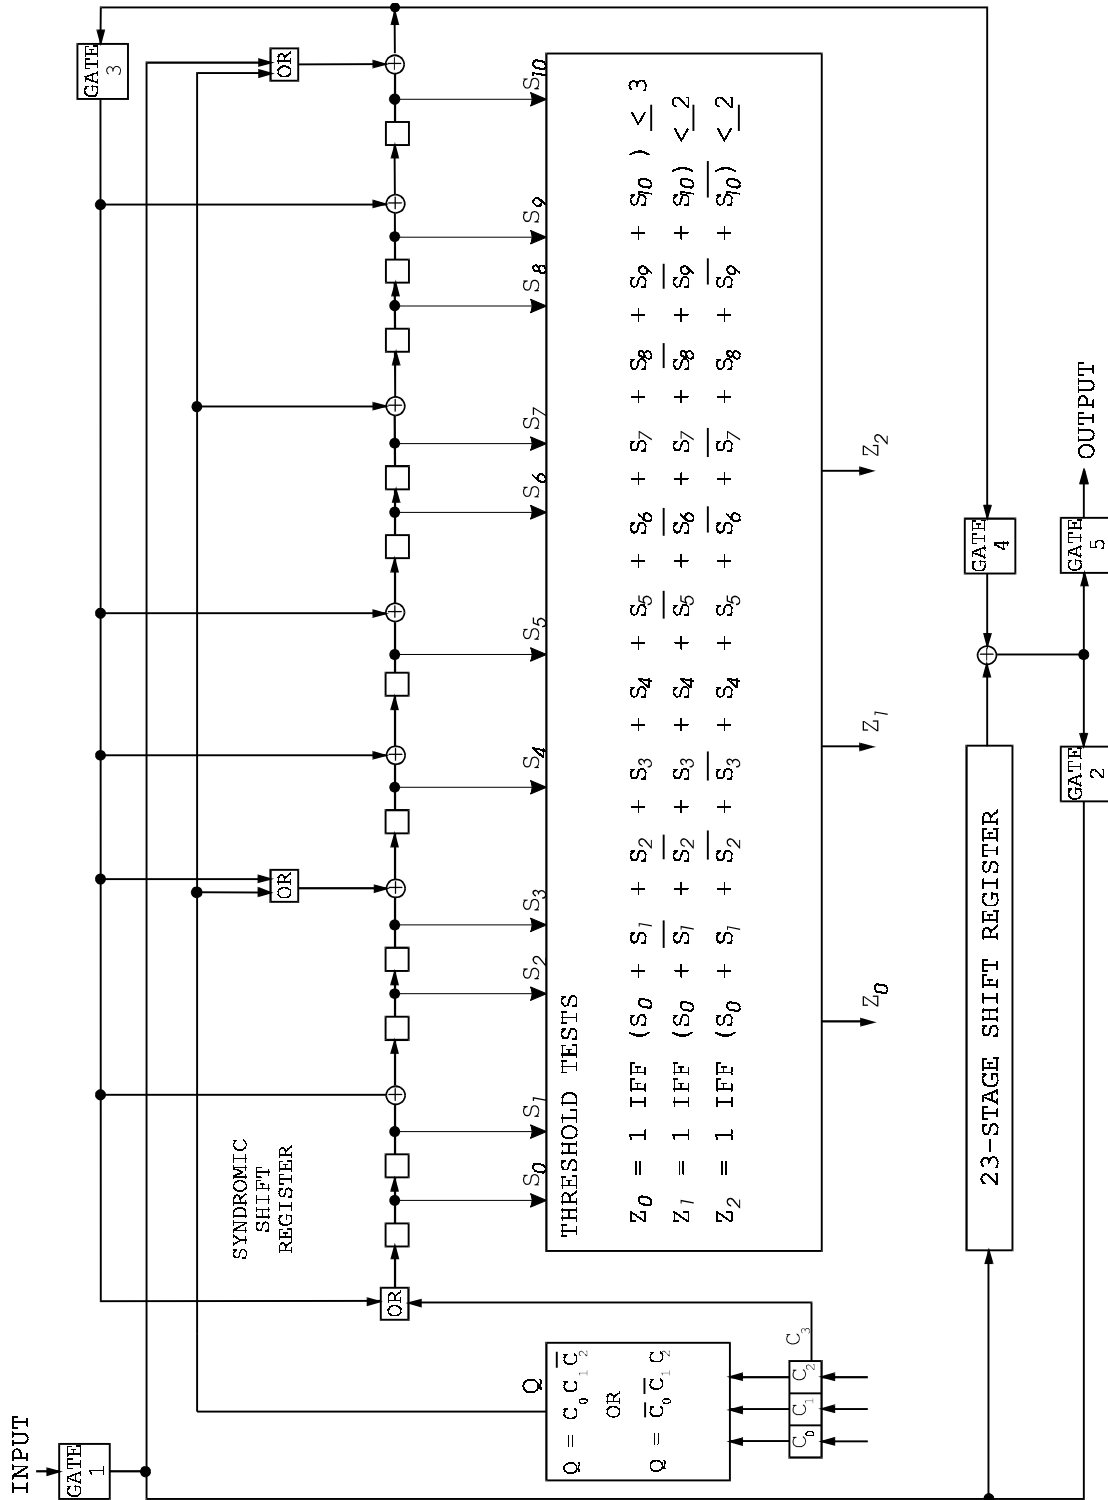 INPUT
GATE
1
GATE
3
OR
OR
SYNDROMIC
SHIFT
REGISTER
OR
Q
S₀ S₁ S₂ S₃ S₄ S₅ S₆ S₇ S₈ S₉ S₁₀
Q = C₀ C₁ C̅₂
OR
Q = C̅₀ C̅₁ C₂
THRESHOLD TESTS
Z₀ = 1 IFF (S₀ + S₁ + S₂ + S₃ + S₄ + S₅ + S₆ + S₇ + S₈ + S₉ + S₁₀ ) ≤ 3
Z₁ = 1 IFF (S₀ + S̅₁ + S̅₂ + S₃ + S₄ + S̅₅ + S̅₆ + S₇ + S̅₈ + S̅₉ + S₁₀) ≤ 2
Z₂ = 1 IFF (S₀ + S₁ + S̅₂ + S̅₃ + S₄ + S₅ + S̅₆ + S̅₇ + S₈ + S̅₉ + S̅₁₀) ≤ 2
C₀ C₁ C₂
C₃
Z₀ Z₁ Z₂
23-STAGE SHIFT REGISTER
GATE
4
GATE
2
GATE
5
OUTPUT